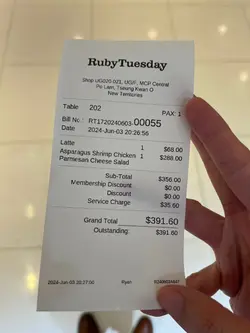 RubyTuesday
Shop UG020-021, UG/F, MCP Central
Po Lam, Tseung Kwan O
New Territories
Table 202 PAX: 1
Bill No.: RT1720240603-00055
Date 2024-Jun-03 20:26:56
Latte 1 $68.00
Asparagus Shrimp Chicken 1 $288.00
Parmesan Cheese Salad
Sub-Total $356.00
Membership Discount $0.00
Discount $0.00
Service Charge $35.60
Grand Total $391.60
Outstanding: $391.60
2024-Jun-03 20:27:00 Ryan